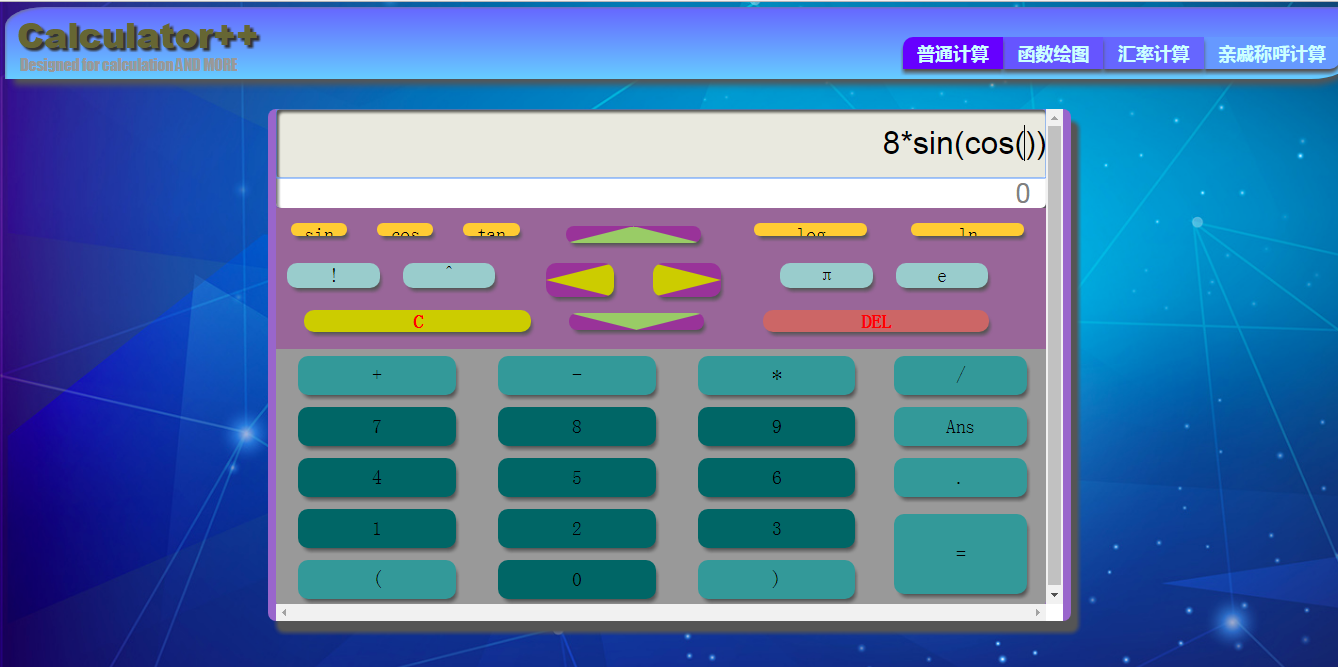 Calculator++
Designed for calculation AND MORE
普通计算 函数绘图 汇率计算 亲戚称呼计算
8*sin(cos())
0
sin cos tan log ln
! ^ π e
C DEL
+ - * /
7 8 9 Ans
4 5 6 .
1 2 3
=
( 0 )